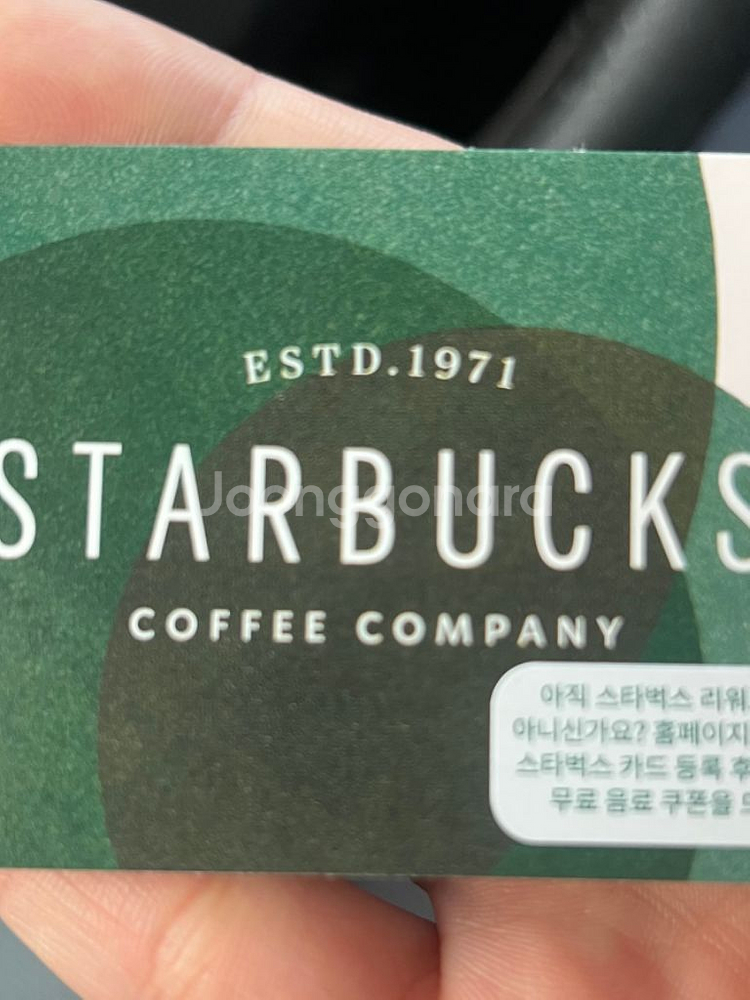 ESTD.1971
STARBUCKS
Joonggonara
COFFEE COMPANY
아직 스타벅스 리워
아니신가요? 홈페이지
스타벅스 카드 등록 후
무료 음료 쿠폰을